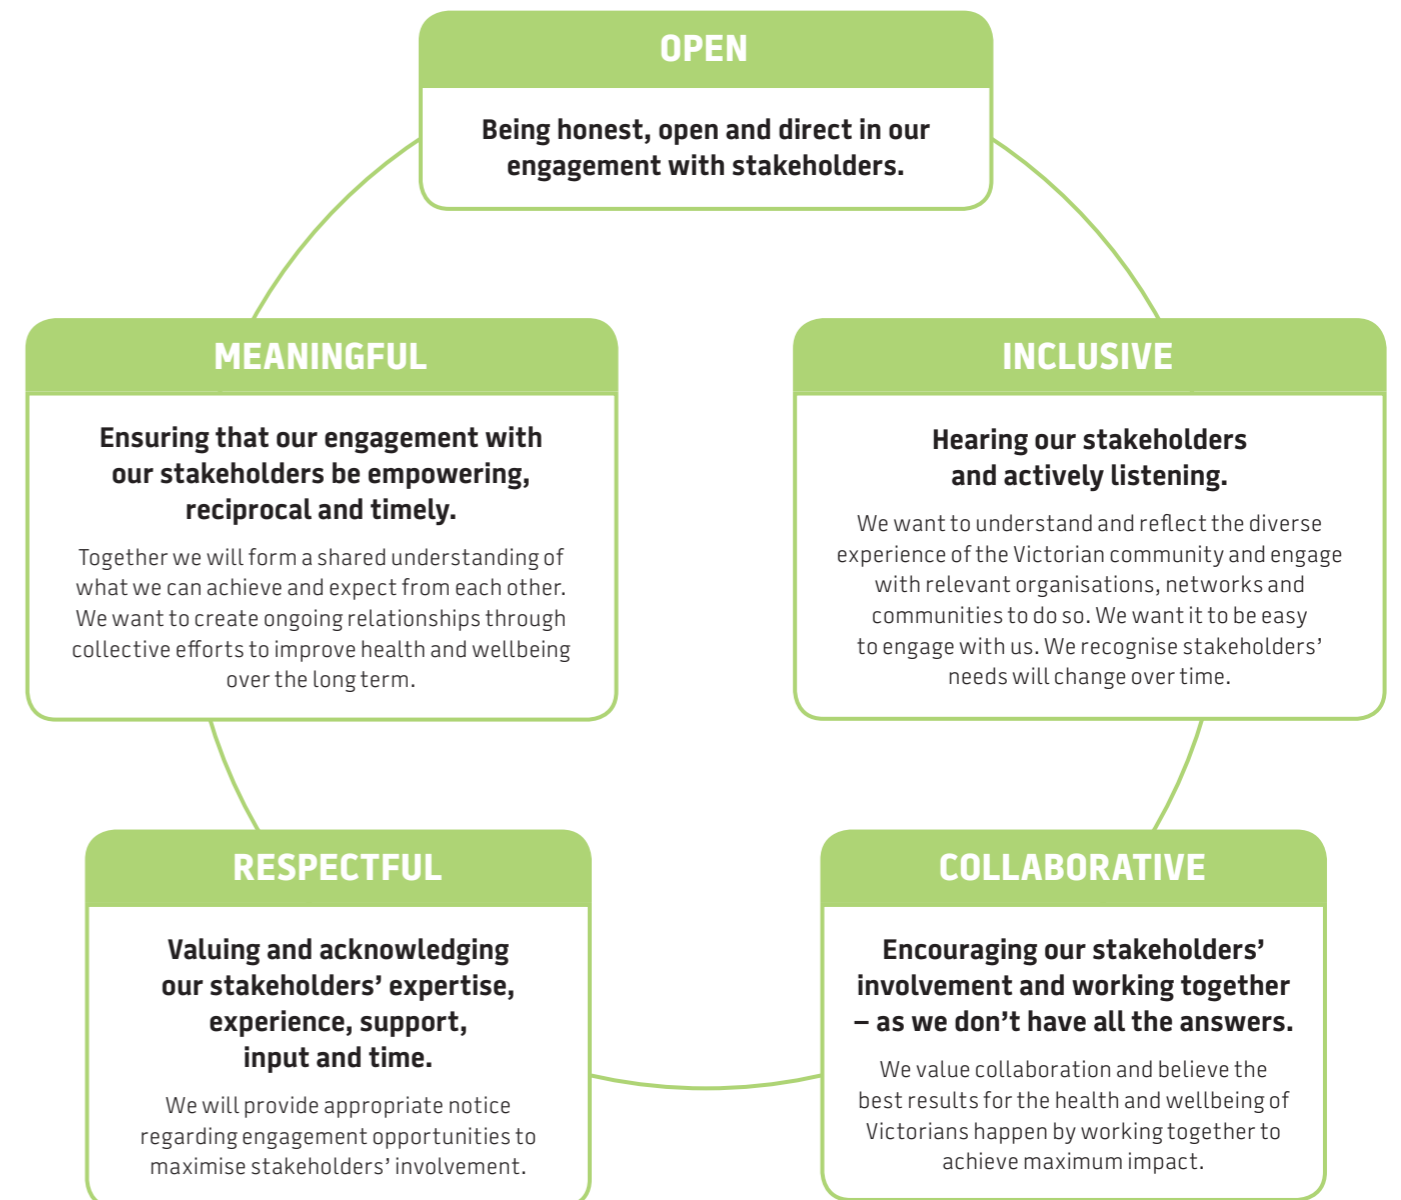 OPEN
Being honest, open and direct in our
engagement with stakeholders.
MEANINGFUL
Ensuring that our engagement with
our stakeholders be empowering,
reciprocal and timely.
Together we will form a shared understanding of
what we can achieve and expect from each other.
We want to create ongoing relationships through
collective efforts to improve health and wellbeing
over the long term.
INCLUSIVE
Hearing our stakeholders
and actively listening.
We want to understand and reflect the diverse
experience of the Victorian community and engage
with relevant organisations, networks and
communities to do so. We want it to be easy
to engage with us. We recognise stakeholders’
needs will change over time.
RESPECTFUL
Valuing and acknowledging
our stakeholders’ expertise,
experience, support,
input and time.
We will provide appropriate notice
regarding engagement opportunities to
maximise stakeholders’ involvement.
COLLABORATIVE
Encouraging our stakeholders’
involvement and working together
– as we don’t have all the answers.
We value collaboration and believe the
best results for the health and wellbeing of
Victorians happen by working together to
achieve maximum impact.